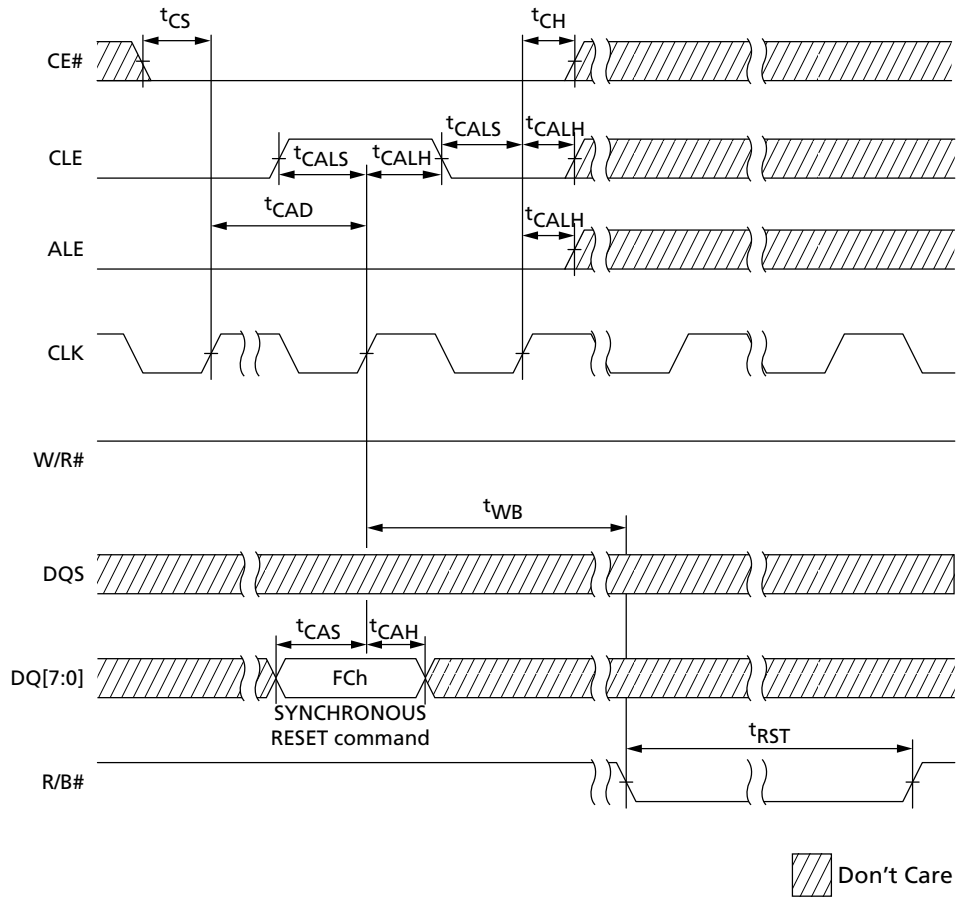 tCS
tCH
CE#
tCALS
tCALH
CLE
tCALS
tCALH
tCAD
tCALH
ALE
CLK
W/R#
tWB
DQS
tCAS
tCAH
DQ[7:0]
FCh
SYNCHRONOUS
RESET command
tRST
R/B#
Don't Care